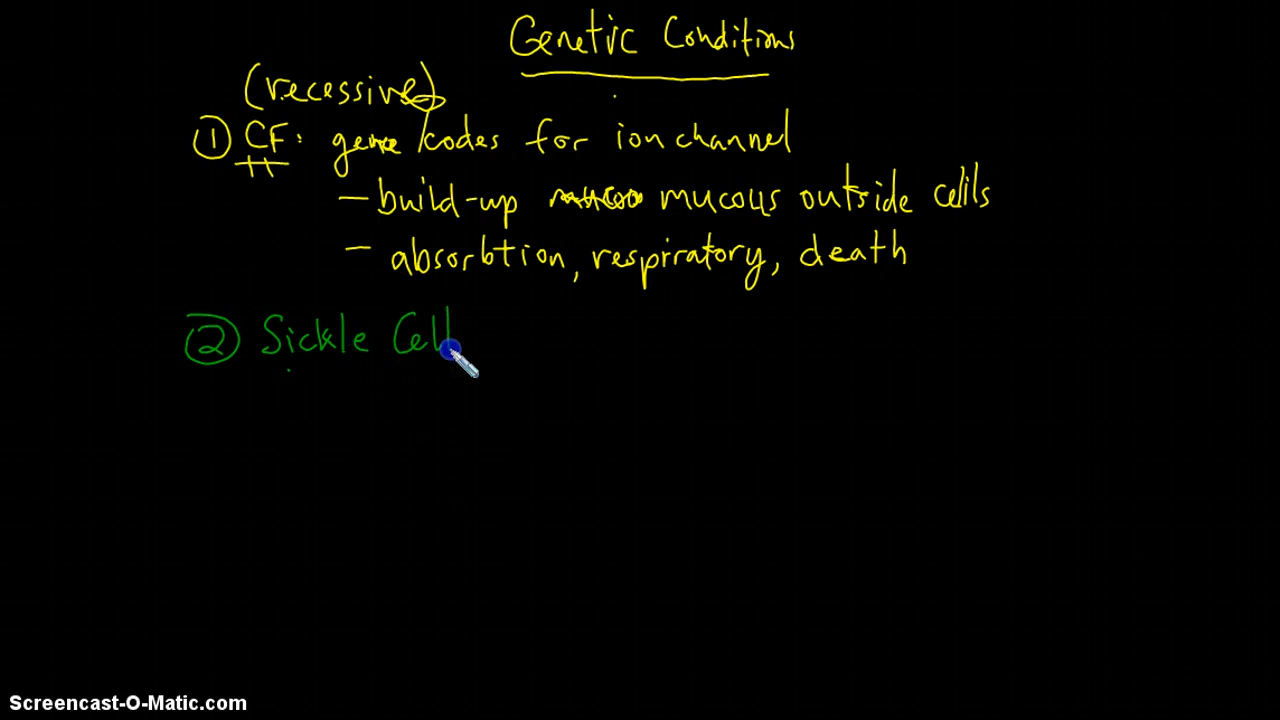 Genetic Conditions
(recessive)
① CF: gene codes for ion channel
— build-up mucous outside cells
— absorbtion, respiratory, death
② Sickle Cell
Screencast-O-Matic.com